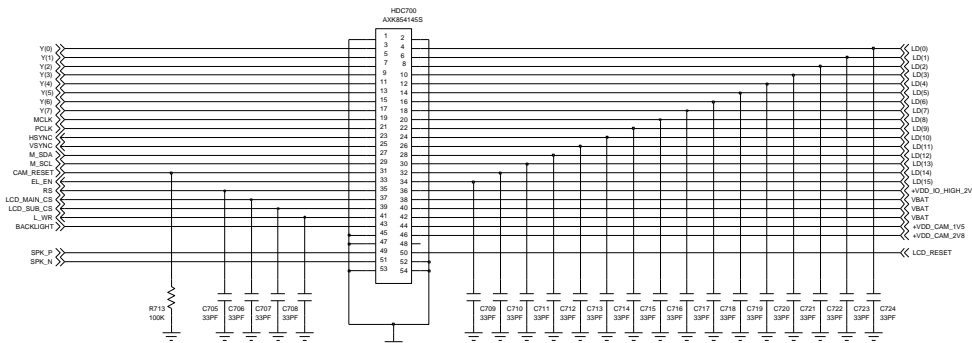 HDC700
AXK854145S
1 2
3 4
5 6
7 8
9 10
11 12
13 14
15 16
17 18
19 20
21 22
23 24
25 26
27 28
29 30
31 32
33 34
35 36
37 38
39 40
41 42
43 44
45 46
47 48
49 50
51 52
53 54
Y(0)
Y(1)
Y(2)
Y(3)
Y(4)
Y(5)
Y(6)
Y(7)
MCLK
PCLK
HSYNC
VSYNC
M_SDA
M_SCL
CAM_RESET
EL_EN
RS
LCD_MAIN_CS
LCD_SUB_CS
L_WR
BACKLIGHT
SPK_P
SPK_N
LD(0)
LD(1)
LD(2)
LD(3)
LD(4)
LD(5)
LD(6)
LD(7)
LD(8)
LD(9)
LD(10)
LD(11)
LD(12)
LD(13)
LD(14)
LD(15)
+VDD_IO_HIGH_2V
VBAT
VBAT
VBAT
+VDD_CAM_1V5
+VDD_CAM_2V8
LCD_RESET
R713 C705 C706 C707 C708 C709 C710 C711 C712 C713 C714 C715 C716 C717 C718 C719 C720 C721 C722 C723 C724
100K 33PF 33PF 33PF 33PF 33PF 33PF 33PF 33PF 33PF 33PF 33PF 33PF 33PF 33PF 33PF 33PF 33PF 33PF 33PF 33PF